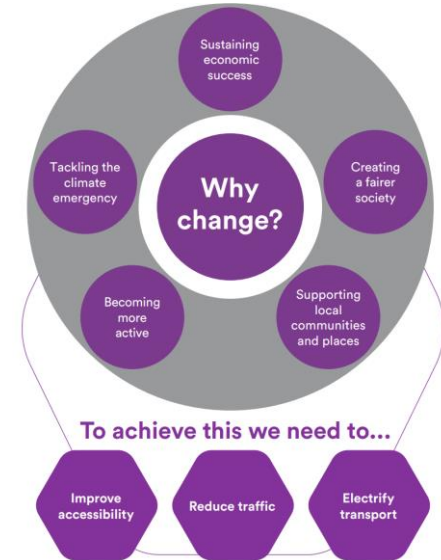 Sustaining
economic
success
Tackling the
climate
emergency
Why
change?
Creating
a fairer
society
Becoming
more
active
Supporting
local
communities
and places
To achieve this we need to...
Improve
accessibility
Reduce traffic
Electrify
transport